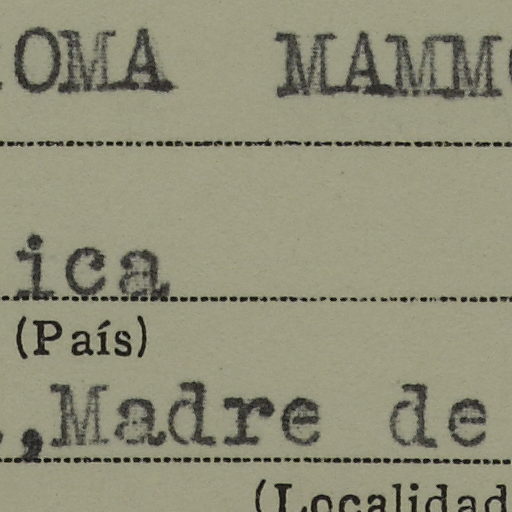 OMA MAMM
ica
(País)
,Madre de
(Localidad